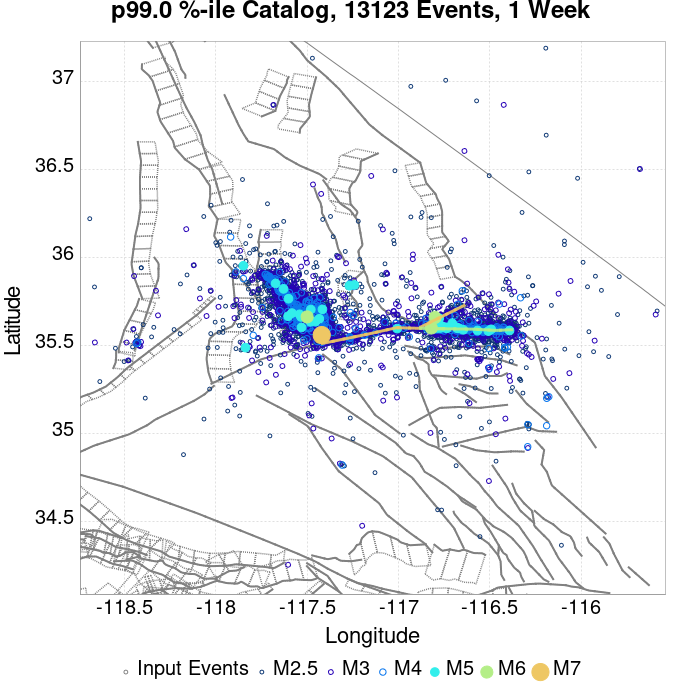 p99.0 %-ile Catalog, 13123 Events, 1 Week
37
36.5
36
35.5
35
34.5
Latitude
-118.5 -118 -117.5 -117 -116.5 -116
Longitude
Input Events M2.5 M3 M4 M5 M6 M7